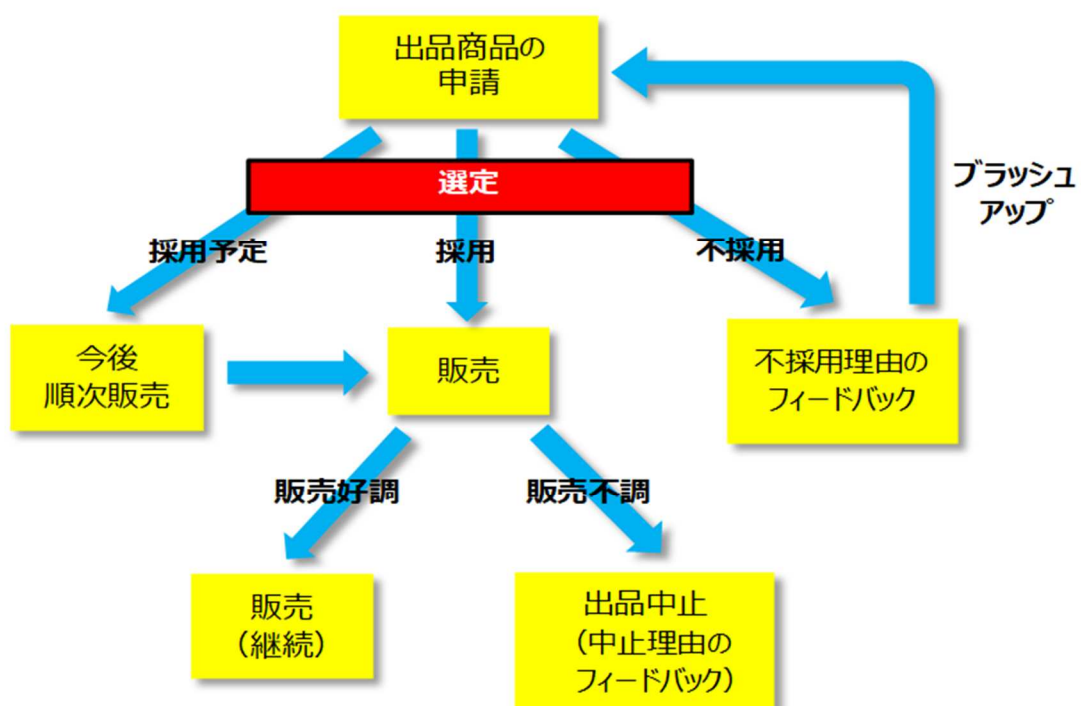 出品商品の
申請
選定
ブラッシュ
アップ
採用予定
採用
不採用
今後
順次販売
販売
不採用理由の
フィードバック
販売好調
販売不調
販売
（継続）
出品中止
（中止理由の
フィードバック）